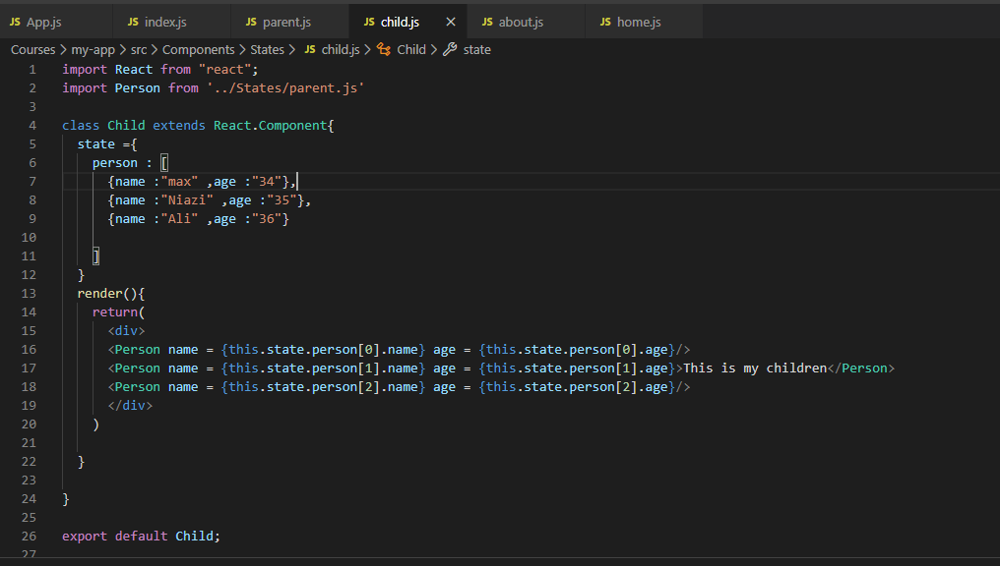 JS App.js JS index.js JS parent.js JS child.js × JS about.js JS home.js
Courses > my-app > src > Components > States > JS child.js > Child > state
1 import React from "react";
2 import Person from '../States/parent.js'
3
4 class Child extends React.Component{
5 state ={
6 person : [
7 {name :"max" ,age :"34"},
8 {name :"Niazi" ,age :"35"},
9 {name :"Ali" ,age :"36"}
10
11 ]
12 }
13 render(){
14 return(
15 <div>
16 <Person name = {this.state.person[0].name} age = {this.state.person[0].age}/>
17 <Person name = {this.state.person[1].name} age = {this.state.person[1].age}>This is my children</Person>
18 <Person name = {this.state.person[2].name} age = {this.state.person[2].age}/>
19 </div>
20 )
21
22 }
23
24 }
25
26 export default Child;
27